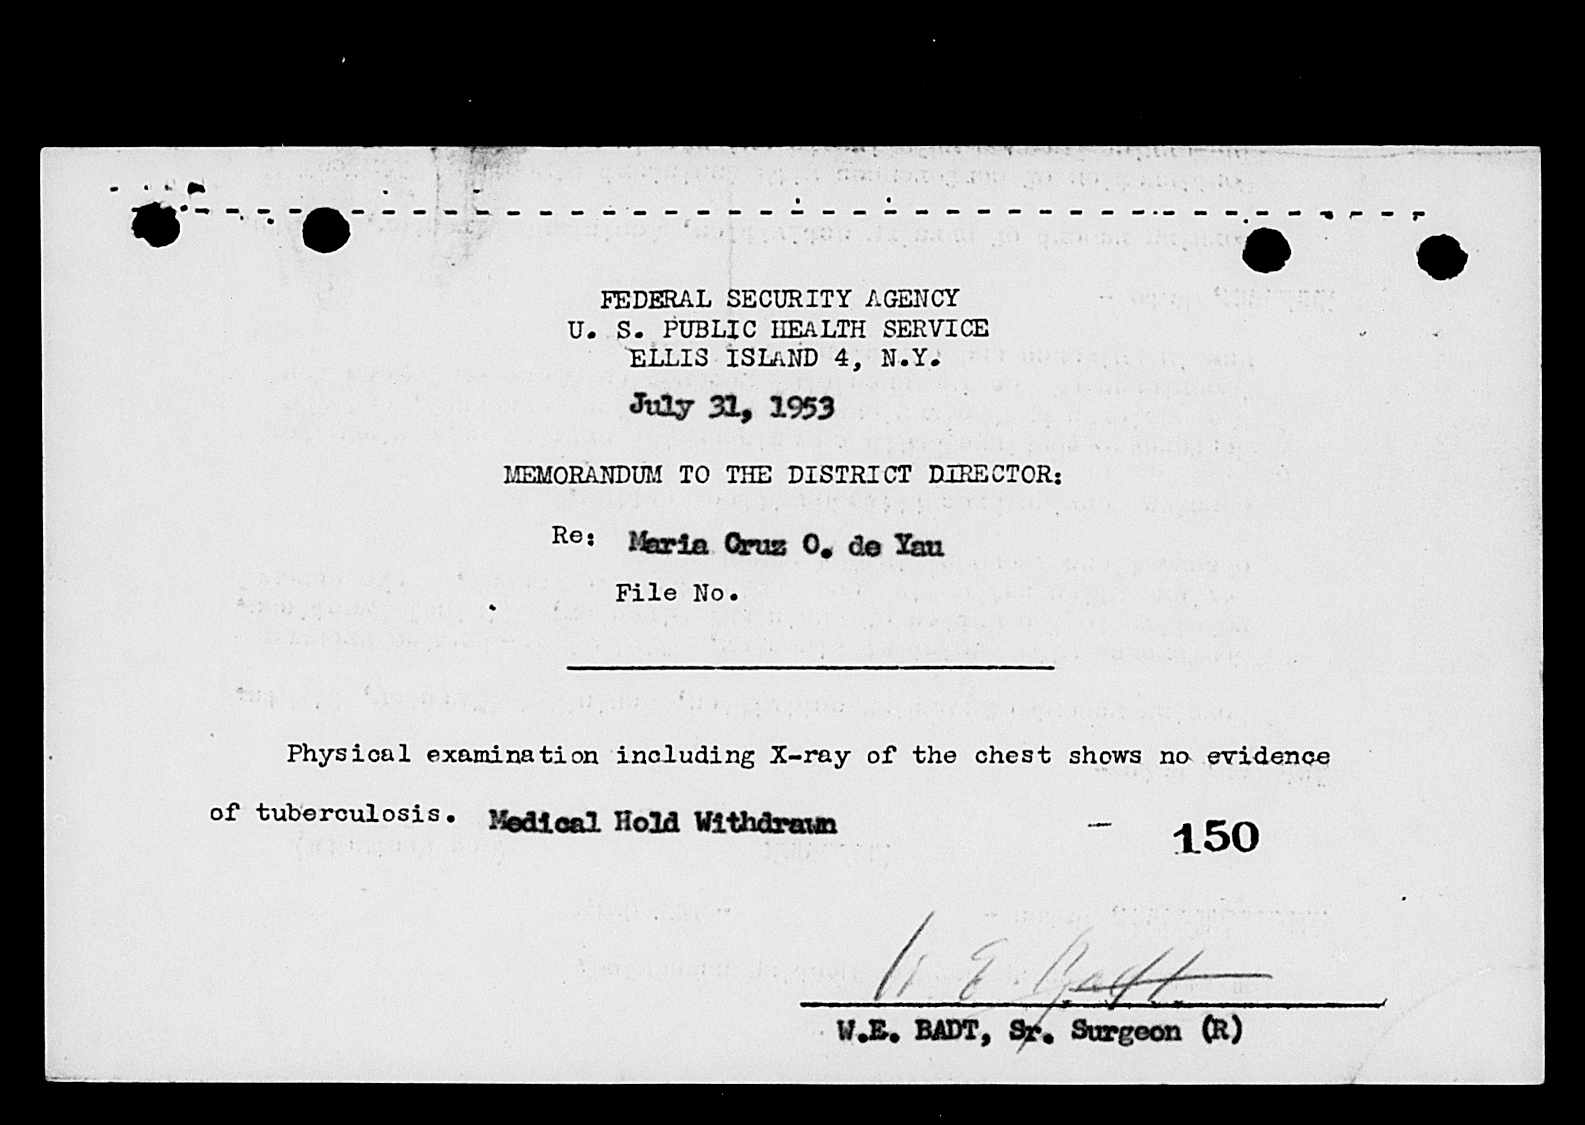 FEDERAL SECURITY AGENCY
U. S. PUBLIC HEALTH SERVICE
ELLIS ISLAND 4, N.Y.
July 31, 1953
MEMORANDUM TO THE DISTRICT DIRECTOR:
Re: Maria Cruz O. de Yau
File No.
Physical examination including X-ray of the chest shows no evidence
of tuberculosis. Medical Hold Withdrawn
- 150
W. E. Badt
W.E. BADT, Sr. Surgeon (R)